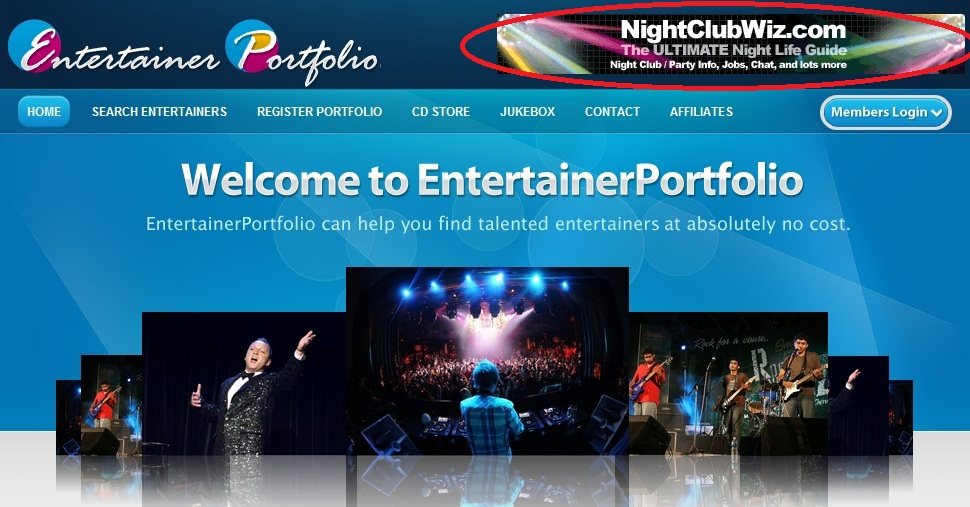 Entertainer Portfolio
NightClubWiz.com
The ULTIMATE Night Life Guide
Night Club / Party Info, Jobs, Chat, and lots more
HOME
SEARCH ENTERTAINERS
REGISTER PORTFOLIO
CD STORE
JUKEBOX
CONTACT
AFFILIATES
Members Login
Welcome to EntertainerPortfolio
EntertainerPortfolio can help you find talented entertainers at absolutely no cost.
Rock for a cause..